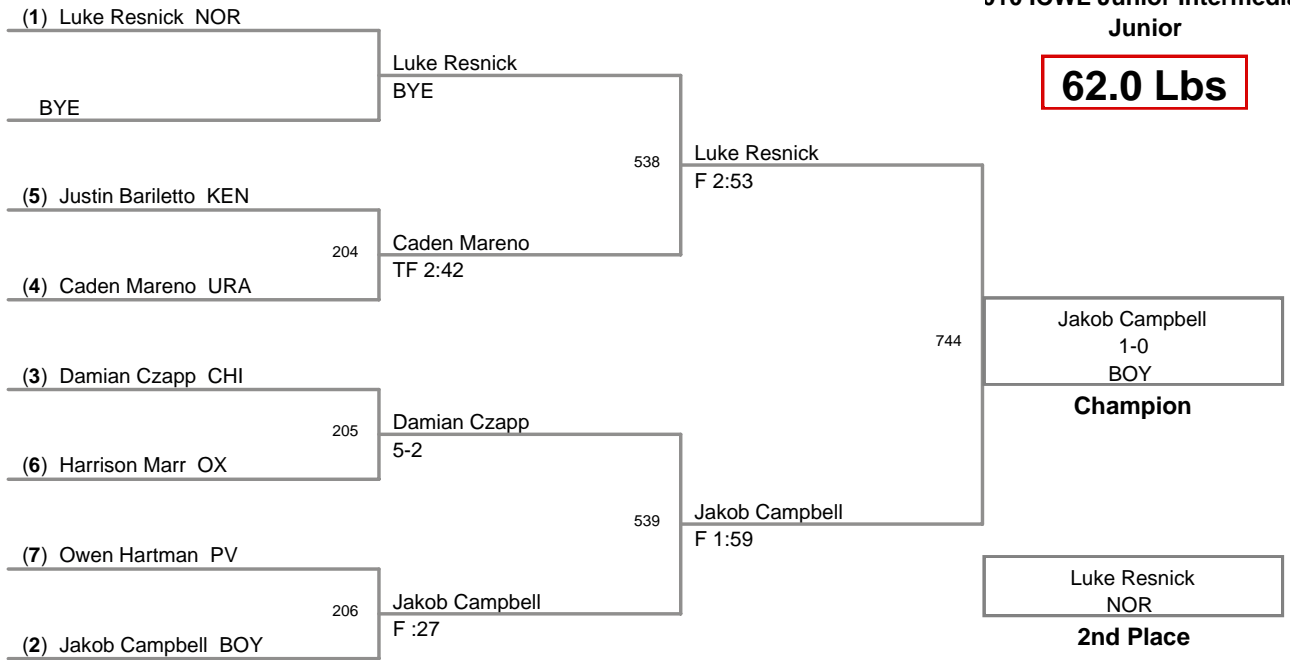 (1) Luke Resnick NOR
BYE
(5) Justin Bariletto KEN
204
(4) Caden Mareno URA
(3) Damian Czapp CHI
205
(6) Harrison Marr OX
(7) Owen Hartman PV
206
(2) Jakob Campbell BOY
Luke Resnick
BYE
538
Caden Mareno
TF 2:42
Damian Czapp
5-2
539
Jakob Campbell
F :27
Luke Resnick
F 2:53
744
Jakob Campbell
F 1:59
Junior
62.0 Lbs
Jakob Campbell
1-0
BOY
Champion
Luke Resnick
NOR
2nd Place